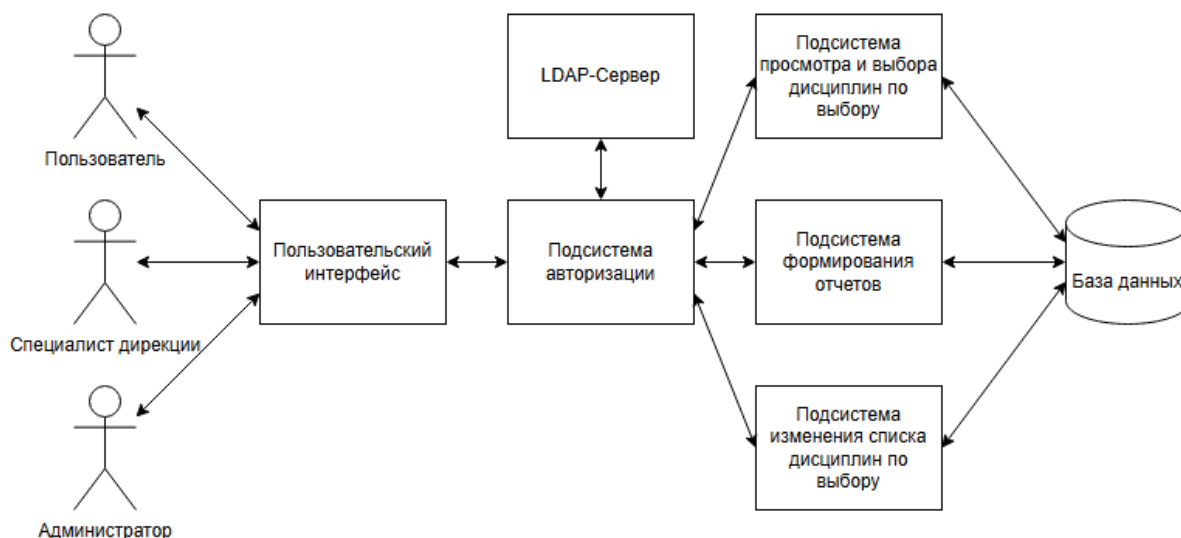 Пользователь
Специалист дирекции
Администратор
Пользовательский
интерфейс
LDAP-Сервер
Подсистема
авторизации
Подсистема
просмотра и выбора
дисциплин по
выбору
Подсистема
формирования
отчетов
Подсистема
изменения списка
дисциплин по
выбору
База данных